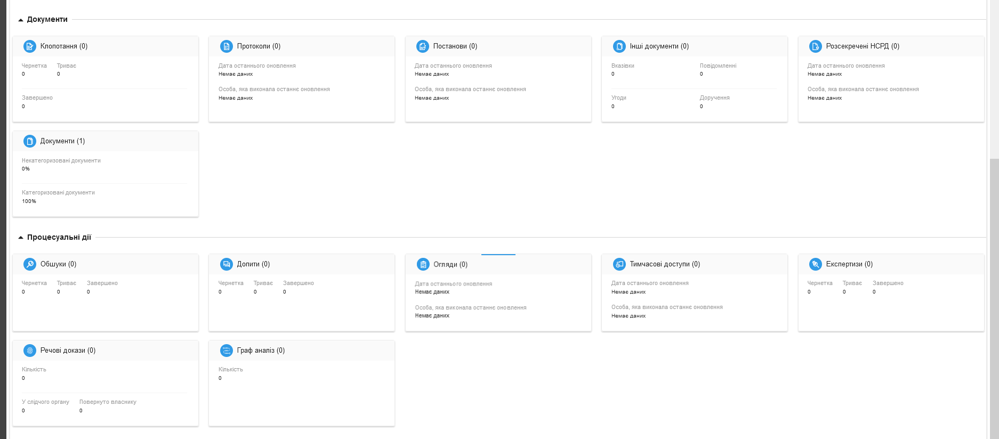 Документи
Клопотання (0)
Чернетка Триває
0 0
Завершено
0
Протоколи (0)
Дата останнього оновлення
Немає даних
Особа, яка виконала останнє оновлення
Немає даних
Постанови (0)
Дата останнього оновлення
Немає даних
Особа, яка виконала останнє оновлення
Немає даних
Інші документи (0)
Вказівки Повідомленні
0 0
Угоди Доручення
0 0
Розсекречені НСРД (0)
Дата останнього оновлення
Немає даних
Особа, яка виконала останнє оновлення
Немає даних
Документи (1)
Некатегоризовані документи
0%
Категоризовані документи
100%
Процесуальні дії
Обшуки (0)
Чернетка Триває Завершено
0 0 0
Допити (0)
Чернетка Триває Завершено
0 0 0
Огляди (0)
Дата останнього оновлення
Немає даних
Особа, яка виконала останнє оновлення
Немає даних
Тимчасові доступи (0)
Дата останнього оновлення
Немає даних
Особа, яка виконала останнє оновлення
Немає даних
Експертизи (0)
Чернетка Триває Завершено
0 0 0
Речові докази (0)
Кількість
0
У слідчого органу Повернуто власнику
0 0
Граф аналіз (0)
Кількість
0